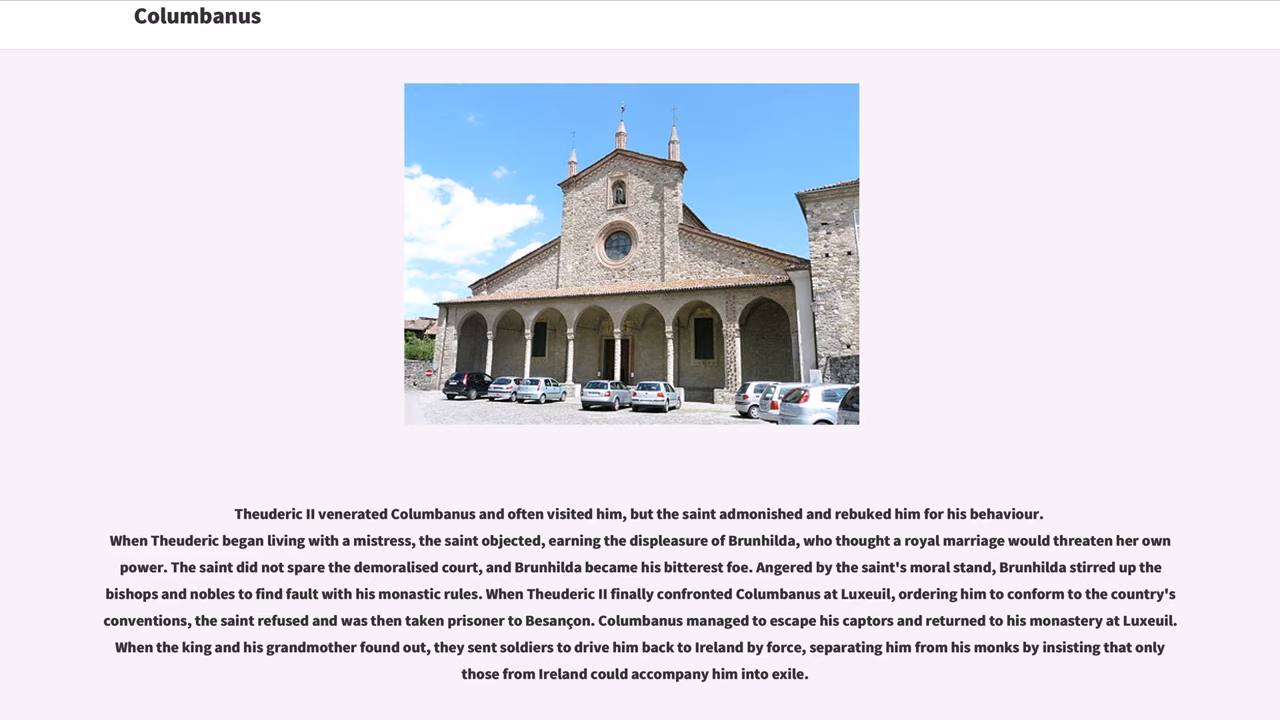 Columbanus
Theuderic II venerated Columbanus and often visited him, but the saint admonished and rebuked him for his behaviour.
When Theuderic began living with a mistress, the saint objected, earning the displeasure of Brunhilda, who thought a royal marriage would threaten her own
power. The saint did not spare the demoralised court, and Brunhilda became his bitterest foe. Angered by the saint's moral stand, Brunhilda stirred up the
bishops and nobles to find fault with his monastic rules. When Theuderic II finally confronted Columbanus at Luxeuil, ordering him to conform to the country's
conventions, the saint refused and was then taken prisoner to Besançon. Columbanus managed to escape his captors and returned to his monastery at Luxeuil.
When the king and his grandmother found out, they sent soldiers to drive him back to Ireland by force, separating him from his monks by insisting that only
those from Ireland could accompany him into exile.